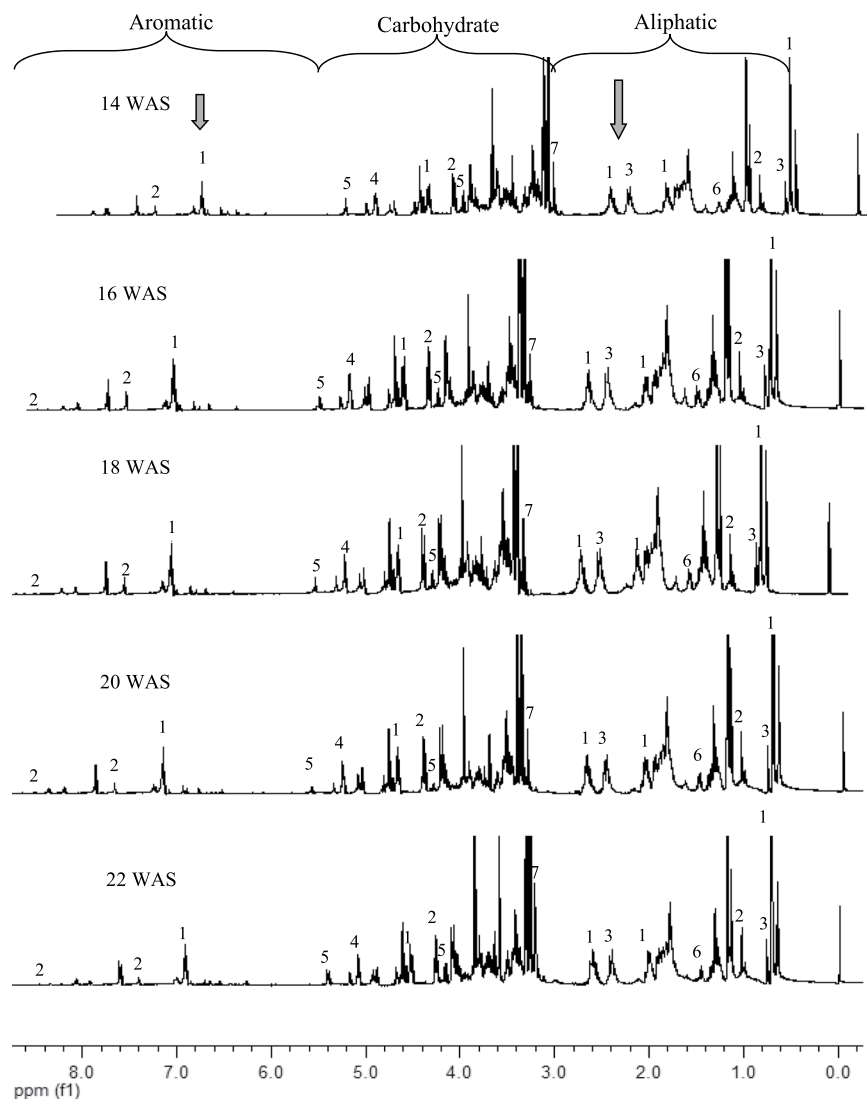 Aromatic Carbohydrate Aliphatic
1
14 WAS
1 2 5 4 1 2 5 7 1 3 1 6 2 3
2
1
16 WAS
1 2 2 5 4 1 2 5 7 1 3 1 6 2 3
1
18 WAS
1 2 2 5 4 1 2 5 7 1 3 1 6 2 3
1
20 WAS
1 2 2 5 4 1 2 5 7 1 3 1 6 2 3
1
22 WAS
1 2 2 5 4 1 2 5 7 1 3 1 6 2 3
8.0 7.0 6.0 5.0 4.0 3.0 2.0 1.0 0.0
ppm (f1)